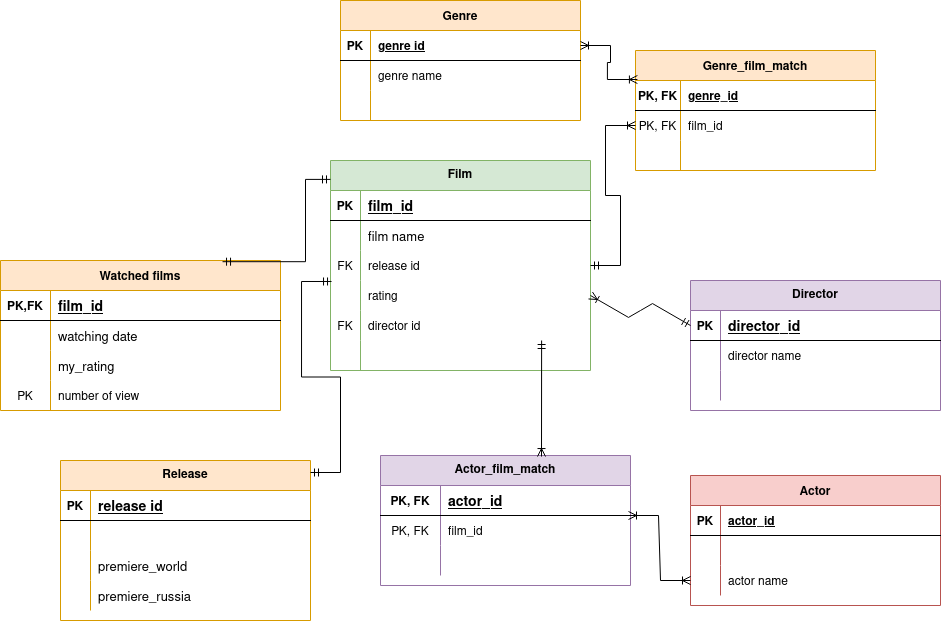 Genre
PK genre id
genre name
Genre_film_match
PK, FK genre_id
PK, FK film_id
Film
PK film_id
film name
FK release id
rating
FK director id
Watched films
PK,FK film_id
watching date
my_rating
PK number of view
Director
PK director_id
director name
Release
PK release id
premiere_world
premiere_russia
Actor_film_match
PK, FK actor_id
PK, FK film_id
Actor
PK actor_id
actor name